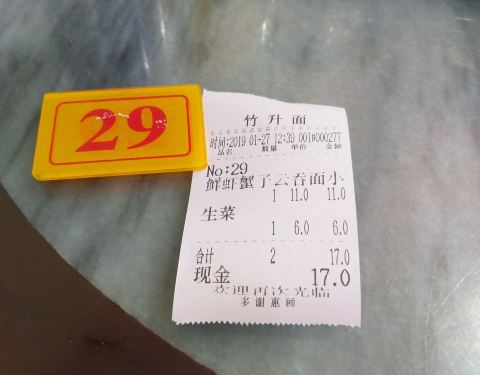 29
竹升面
时间:2019 01-27 12:39 001#000277
品名 数量 单价 金额
No:29
鲜虾蟹子云吞面小
1 11.0 11.0
生菜
1 6.0 6.0
合计 2 17.0
现金 17.0
欢迎再次光临
多谢惠顾